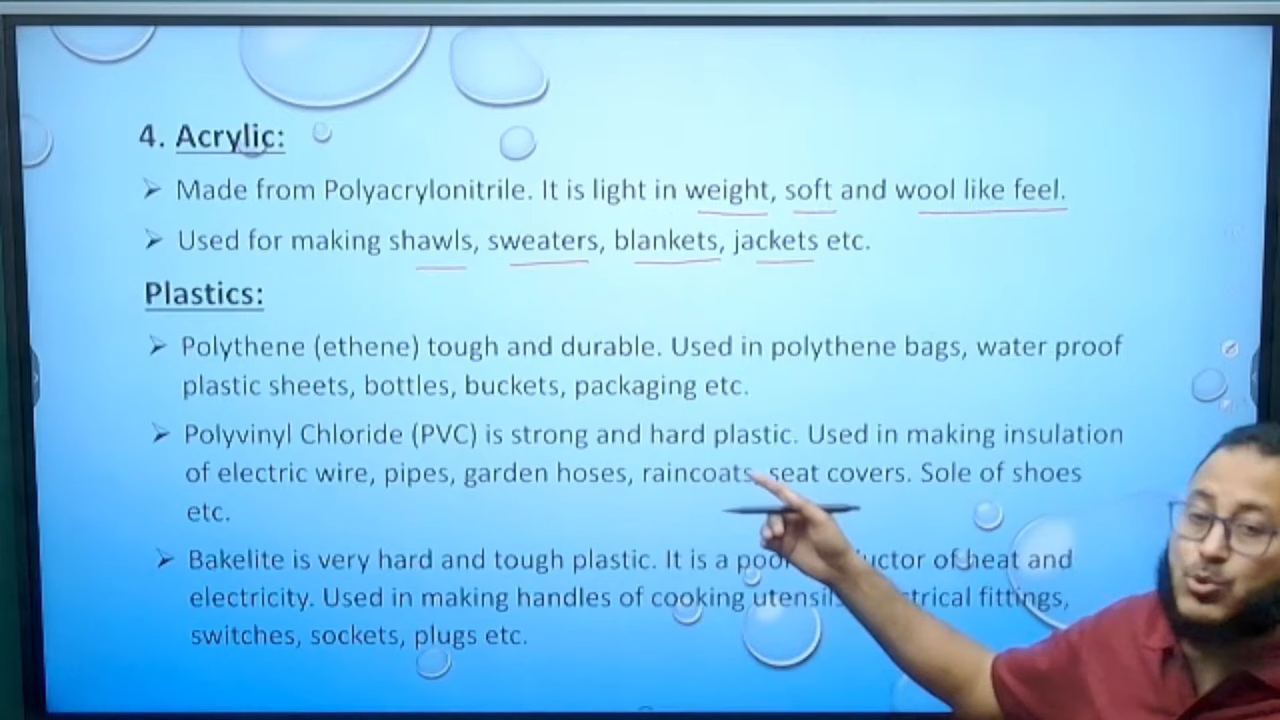 4. Acrylic:
➢ Made from Polyacrylonitrile. It is light in weight, soft and wool like feel.
➢ Used for making shawls, sweaters, blankets, jackets etc.
Plastics:
➢ Polythene (ethene) tough and durable. Used in polythene bags, water proof
plastic sheets, bottles, buckets, packaging etc.
➢ Polyvinyl Chloride (PVC) is strong and hard plastic. Used in making insulation
of electric wire, pipes, garden hoses, raincoats, seat covers. Sole of shoes
etc.
➢ Bakelite is very hard and tough plastic. It is a poor of heat and
electricity. Used in making handles of cooking fittings,
switches, sockets, plugs etc.